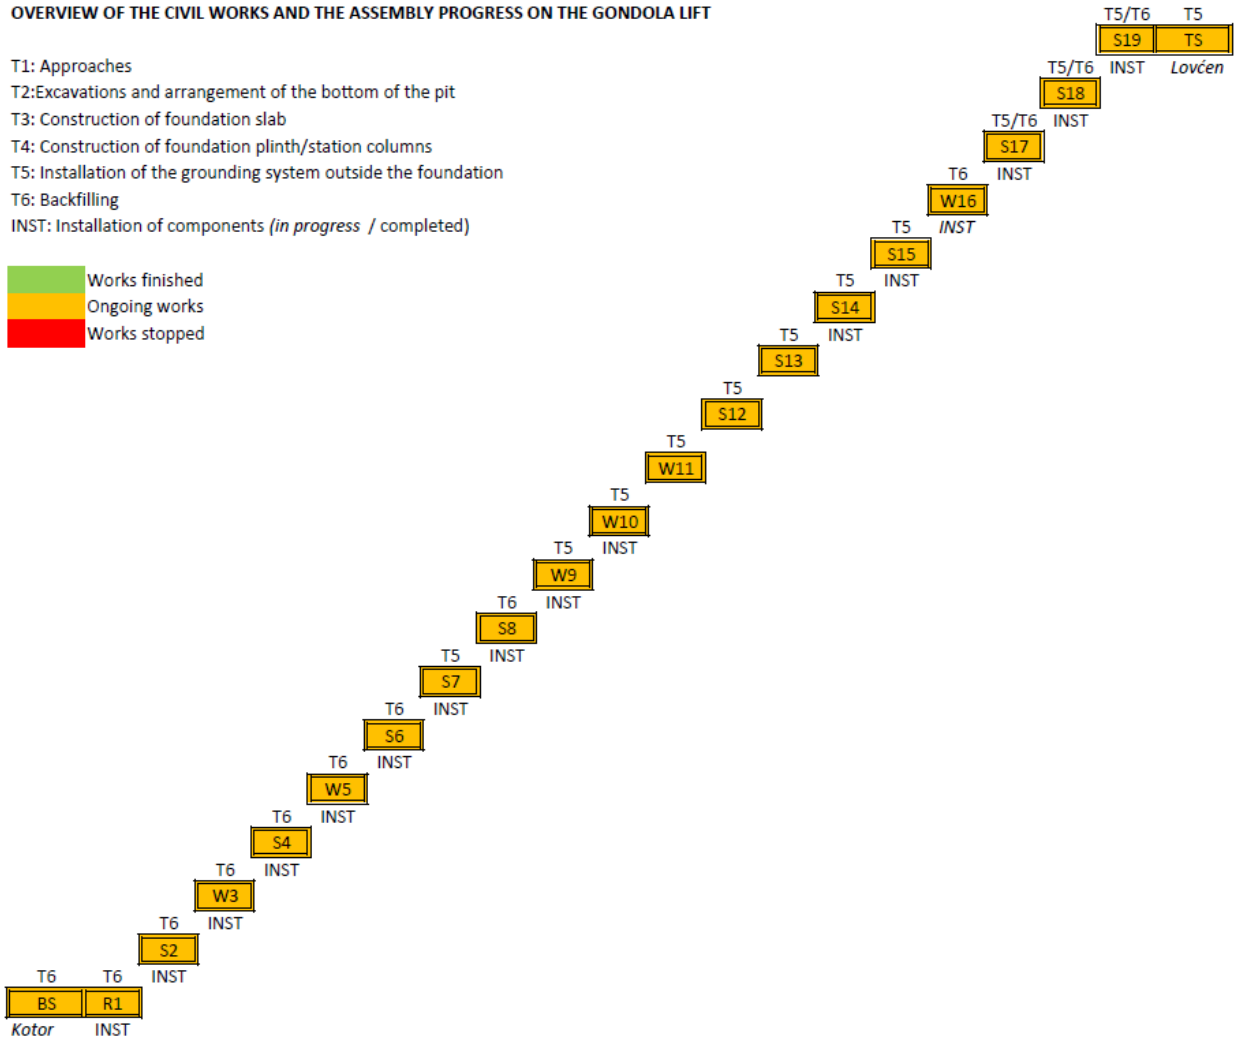 OVERVIEW OF THE CIVIL WORKS AND THE ASSEMBLY PROGRESS ON THE GONDOLA LIFT
T1: Approaches
T2:Excavations and arrangement of the bottom of the pit
T3: Construction of foundation slab
T4: Construction of foundation plinth/station columns
T5: Installation of the grounding system outside the foundation
T6: Backfilling
INST: Installation of components (in progress / completed)
Works finished
Ongoing works
Works stopped
T5/T6 T5
S19 TS
T5/T6 INST Lovćen
S18
T5/T6 INST
S17
T6 INST
W16
T5 INST
S15
T5 INST
S14
T5 INST
S13
T5
S12
T5
W11
T5
W10
T5 INST
W9
T6 INST
S8
T5 INST
S7
T6 INST
S6
T6 INST
W5
T6 INST
S4
T6 INST
W3
T6 INST
S2
T6 T6 INST
BS R1
Kotor INST